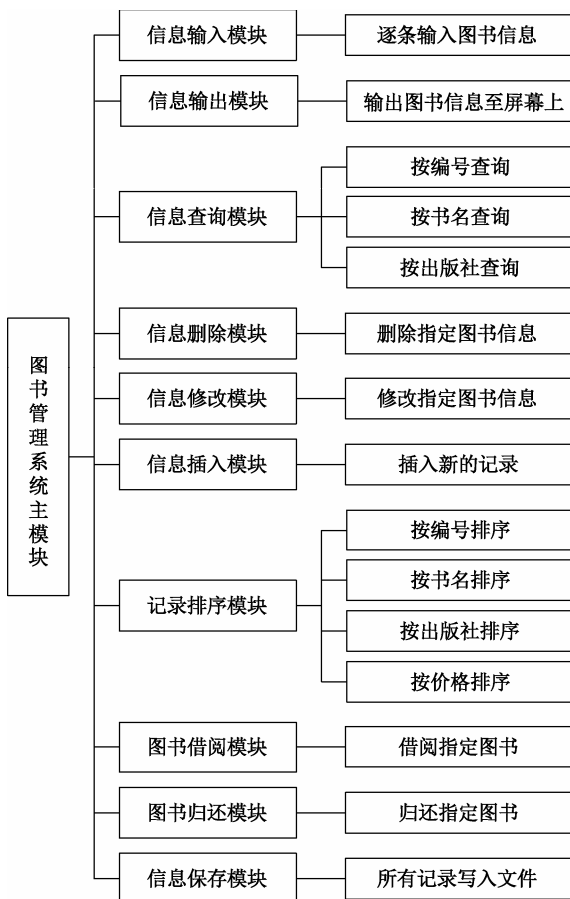 图书管理系统主模块
信息输入模块
逐条输入图书信息
信息输出模块
输出图书信息至屏幕上
信息查询模块
按编号查询
按书名查询
按出版社查询
信息删除模块
删除指定图书信息
信息修改模块
修改指定图书信息
信息插入模块
插入新的记录
记录排序模块
按编号排序
按书名排序
按出版社排序
按价格排序
图书借阅模块
借阅指定图书
图书归还模块
归还指定图书
信息保存模块
所有记录写入文件